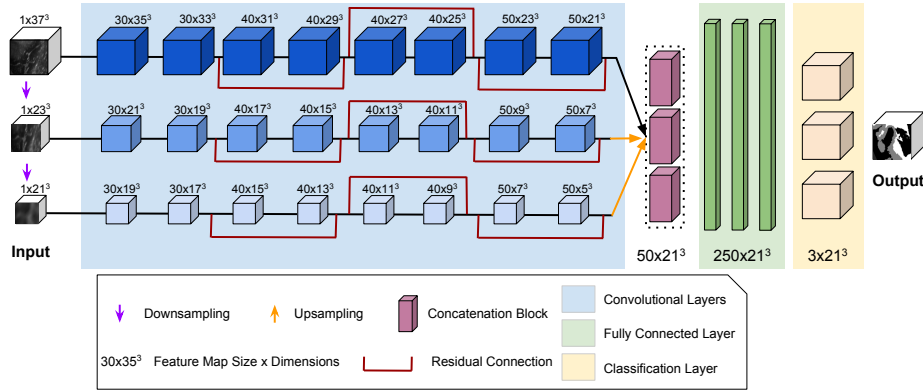 1x37³ 30x35³ 30x33³ 40x31³ 40x29³ 40x27³ 40x25³ 50x23³ 50x21³
1x23³ 30x21³ 30x19³ 40x17³ 40x15³ 40x13³ 40x11³ 50x9³ 50x7³
1x21³ 30x19³ 30x17³ 40x15³ 40x13³ 40x11³ 40x9³ 50x7³ 50x5³
Input
Output
50x21³ 250x21³ 3x21³
Downsampling Upsampling Concatenation Block Convolutional Layers
Fully Connected Layer
30x35³ Feature Map Size x Dimensions Residual Connection Classification Layer